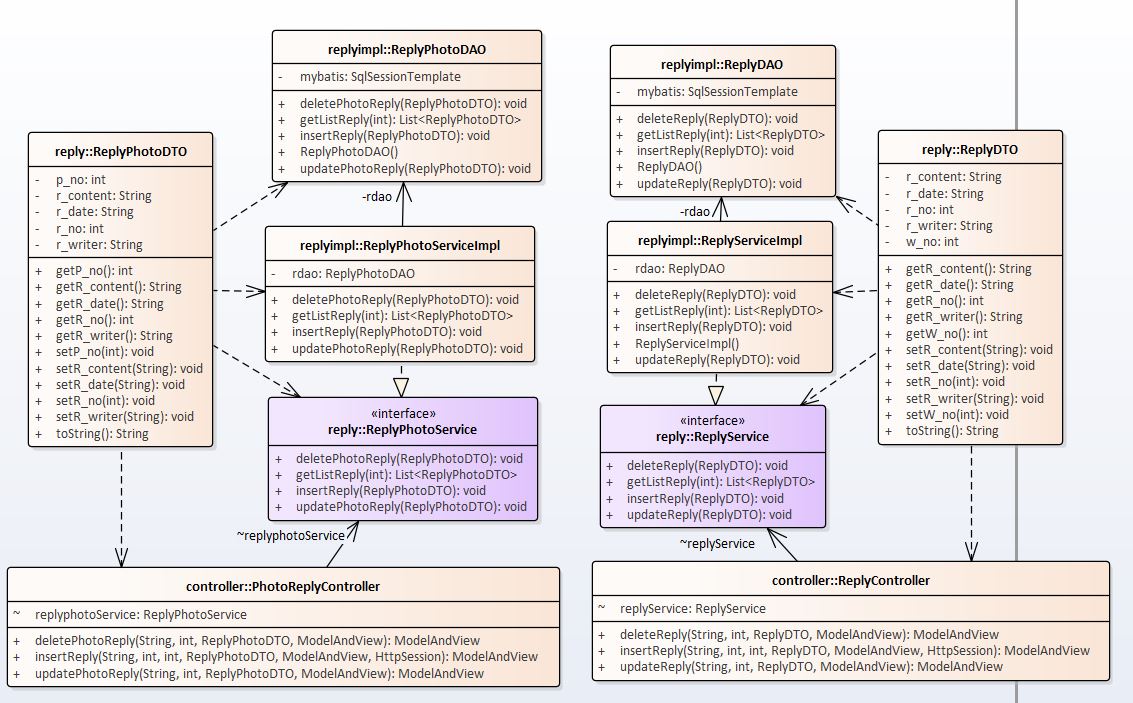 replyimpl::ReplyPhotoDAO
- mybatis: SqlSessionTemplate
+ deletePhotoReply(ReplyPhotoDTO): void
+ getListReply(int): List<ReplyPhotoDTO>
+ insertReply(ReplyPhotoDTO): void
+ ReplyPhotoDAO()
+ updatePhotoReply(ReplyPhotoDTO): void
replyimpl::ReplyDAO
- mybatis: SqlSessionTemplate
+ deleteReply(ReplyDTO): void
+ getListReply(int): List<ReplyDTO>
+ insertReply(ReplyDTO): void
+ ReplyDAO()
+ updateReply(ReplyDTO): void
reply::ReplyPhotoDTO
- p_no: int
- r_content: String
- r_date: String
- r_no: int
- r_writer: String
+ getP_no(): int
+ getR_content(): String
+ getR_date(): String
+ getR_no(): int
+ getR_writer(): String
+ setP_no(int): void
+ setR_content(String): void
+ setR_date(String): void
+ setR_no(int): void
+ setR_writer(String): void
+ toString(): String
-rdao
replyimpl::ReplyPhotoServiceImpl
- rdao: ReplyPhotoDAO
+ deletePhotoReply(ReplyPhotoDTO): void
+ getListReply(int): List<ReplyPhotoDTO>
+ insertReply(ReplyPhotoDTO): void
+ updatePhotoReply(ReplyPhotoDTO): void
-rdao
replyimpl::ReplyServiceImpl
- rdao: ReplyDAO
+ deleteReply(ReplyDTO): void
+ getListReply(int): List<ReplyDTO>
+ insertReply(ReplyDTO): void
+ ReplyServiceImpl()
+ updateReply(ReplyDTO): void
reply::ReplyDTO
- r_content: String
- r_date: String
- r_no: int
- r_writer: String
- w_no: int
+ getR_content(): String
+ getR_date(): String
+ getR_no(): int
+ getR_writer(): String
+ getW_no(): int
+ setR_content(String): void
+ setR_date(String): void
+ setR_no(int): void
+ setR_writer(String): void
+ setW_no(int): void
+ toString(): String
«interface»
reply::ReplyPhotoService
+ deletePhotoReply(ReplyPhotoDTO): void
+ getListReply(int): List<ReplyPhotoDTO>
+ insertReply(ReplyPhotoDTO): void
+ updatePhotoReply(ReplyPhotoDTO): void
«interface»
reply::ReplyService
+ deleteReply(ReplyDTO): void
+ getListReply(int): List<ReplyDTO>
+ insertReply(ReplyDTO): void
+ updateReply(ReplyDTO): void
~replyphotoService
~replyService
controller::PhotoReplyController
~ replyphotoService: ReplyPhotoService
+ deletePhotoReply(String, int, ReplyPhotoDTO, ModelAndView): ModelAndView
+ insertReply(String, int, int, ReplyPhotoDTO, ModelAndView, HttpSession): ModelAndView
+ updatePhotoReply(String, int, ReplyPhotoDTO, ModelAndView): ModelAndView
controller::ReplyController
~ replyService: ReplyService
+ deleteReply(String, int, ReplyDTO, ModelAndView): ModelAndView
+ insertReply(String, int, ReplyDTO, ModelAndView, HttpSession): ModelAndView
+ updateReply(String, int, ReplyDTO, ModelAndView): ModelAndView